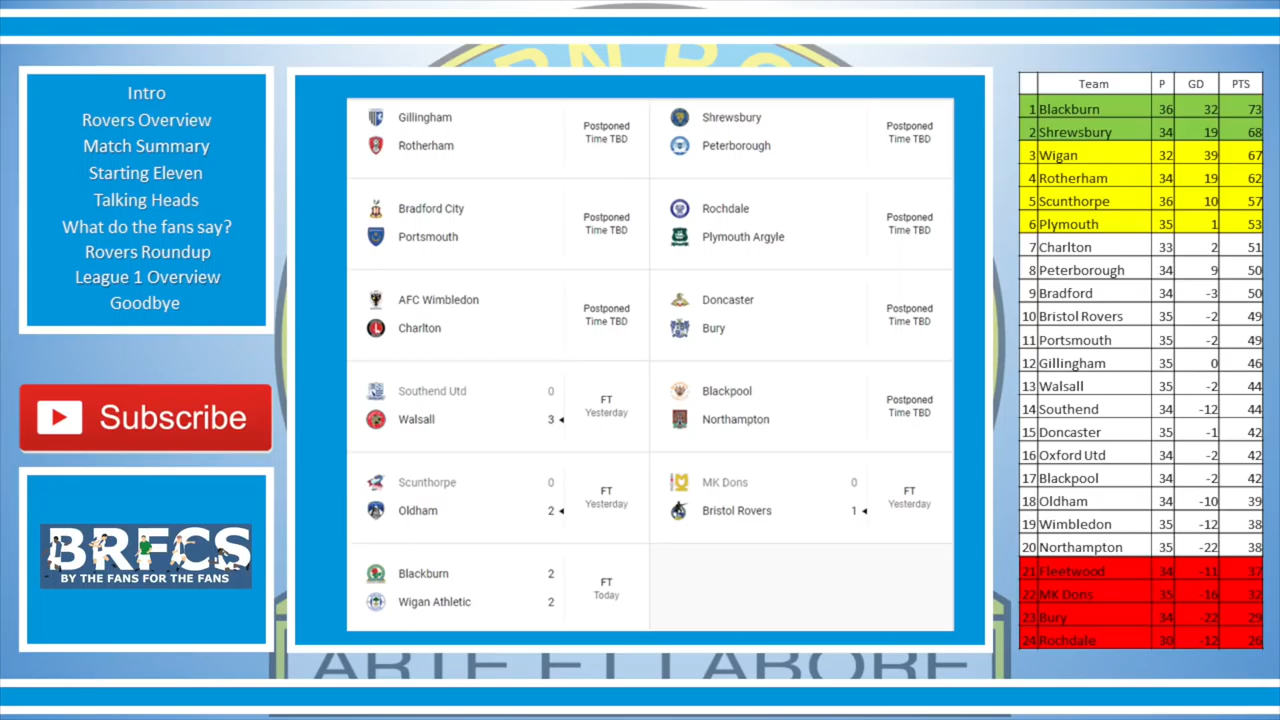 RN RO
Intro
Rovers Overview
Match Summary
Starting Eleven
Talking Heads
What do the fans say?
Rovers Roundup
League 1 Overview
Goodbye
Subscribe
BRFCS
BY THE FANS FOR THE FANS
Gillingham
Rotherham
Postponed
Time TBD
Shrewsbury
Peterborough
Postponed
Time TBD
Bradford City
Portsmouth
Postponed
Time TBD
Rochdale
Plymouth Argyle
Postponed
Time TBD
AFC Wimbledon
Charlton
Postponed
Time TBD
Doncaster
Bury
Postponed
Time TBD
Southend Utd 0
Walsall 3
FT
Yesterday
Blackpool
Northampton
Postponed
Time TBD
Scunthorpe 0
Oldham 2
FT
Yesterday
MK Dons 0
Bristol Rovers 1
FT
Yesterday
Blackburn 2
Wigan Athletic 2
FT
Today
Team P GD PTS
1 Blackburn 36 32 73
2 Shrewsbury 34 19 68
3 Wigan 32 39 67
4 Rotherham 34 19 62
5 Scunthorpe 36 10 57
6 Plymouth 35 1 53
7 Charlton 33 2 51
8 Peterborough 34 9 50
9 Bradford 34 -3 50
10 Bristol Rovers 35 -2 49
11 Portsmouth 35 -2 49
12 Gillingham 35 0 46
13 Walsall 35 -2 44
14 Southend 34 -12 44
15 Doncaster 35 -1 42
16 Oxford Utd 34 -2 42
17 Blackpool 34 -2 42
18 Oldham 34 -10 39
19 Wimbledon 35 -12 38
20 Northampton 35 -22 38
21 Fleetwood 34 -11 37
22 MK Dons 35 -16 32
23 Bury 34 -22 29
24 Rochdale 30 -12 26
ARTE ET LABORE